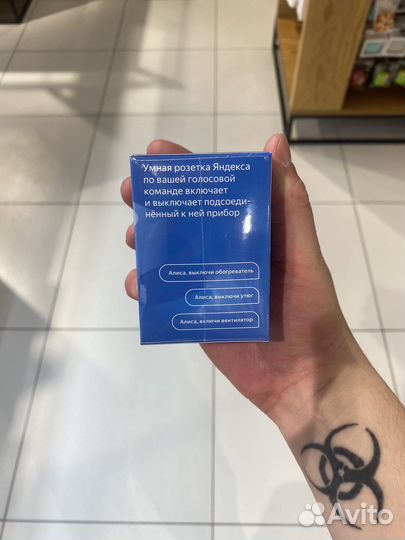 Умная розетка Яндекса
по вашей голосовой
команде включает
и выключает подсоеди-
нённый к ней прибор
Алиса, выключи обогреватель
Алиса, выключи утюг
Алиса, включи вентилятор
Avito